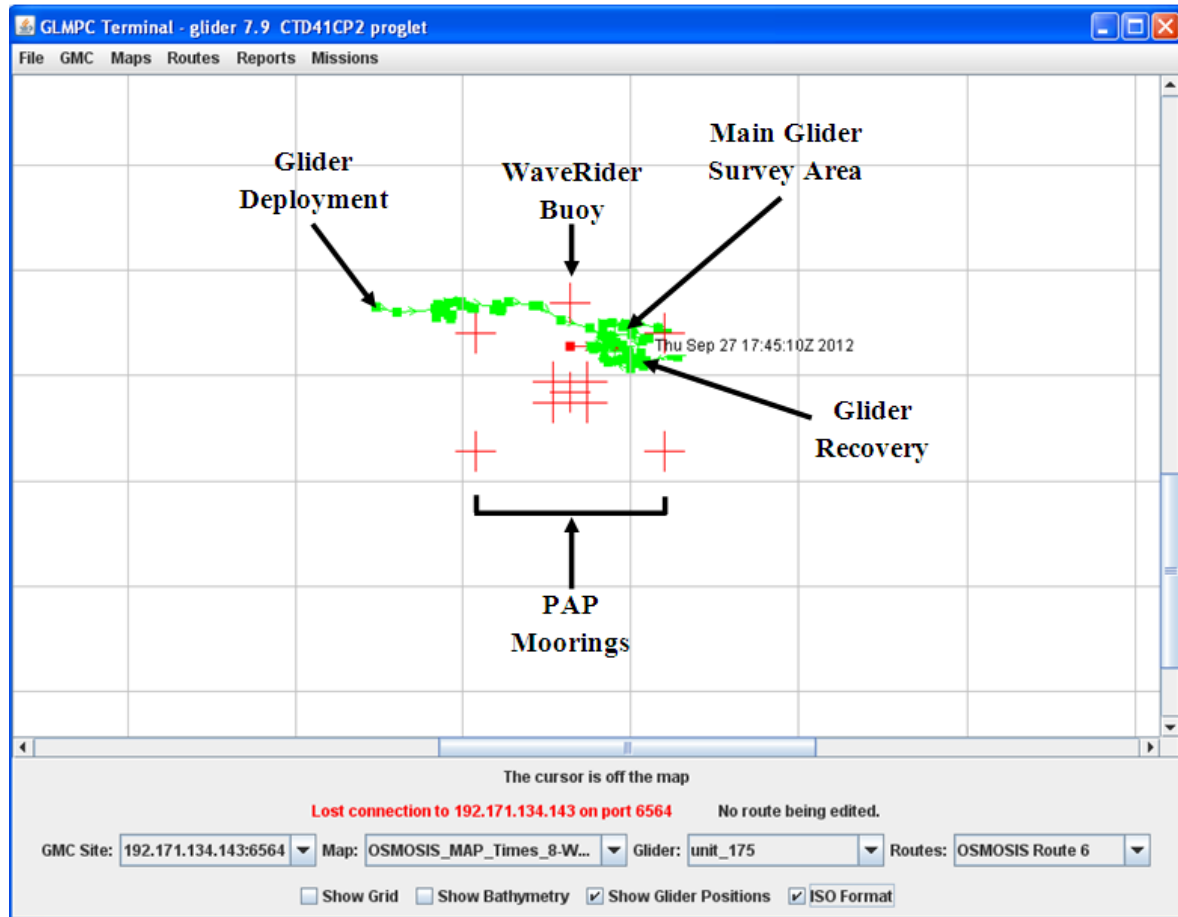 GLMPC Terminal - glider 7.9 CTD41CP2 proglet
File GMC Maps Routes Reports Missions
Main Glider
Survey Area
Glider
Deployment
WaveRider
Buoy
Thu Sep 27 17:45:10Z 2012
Glider
Recovery
PAP
Moorings
The cursor is off the map
Lost connection to 192.171.134.143 on port 6564 No route being edited.
GMC Site: 192.171.134.143:6564 Map: OSMOSIS_MAP_Times_8-W... Glider: unit_175 Routes: OSMOSIS Route 6
Show Grid Show Bathymetry Show Glider Positions ISO Format